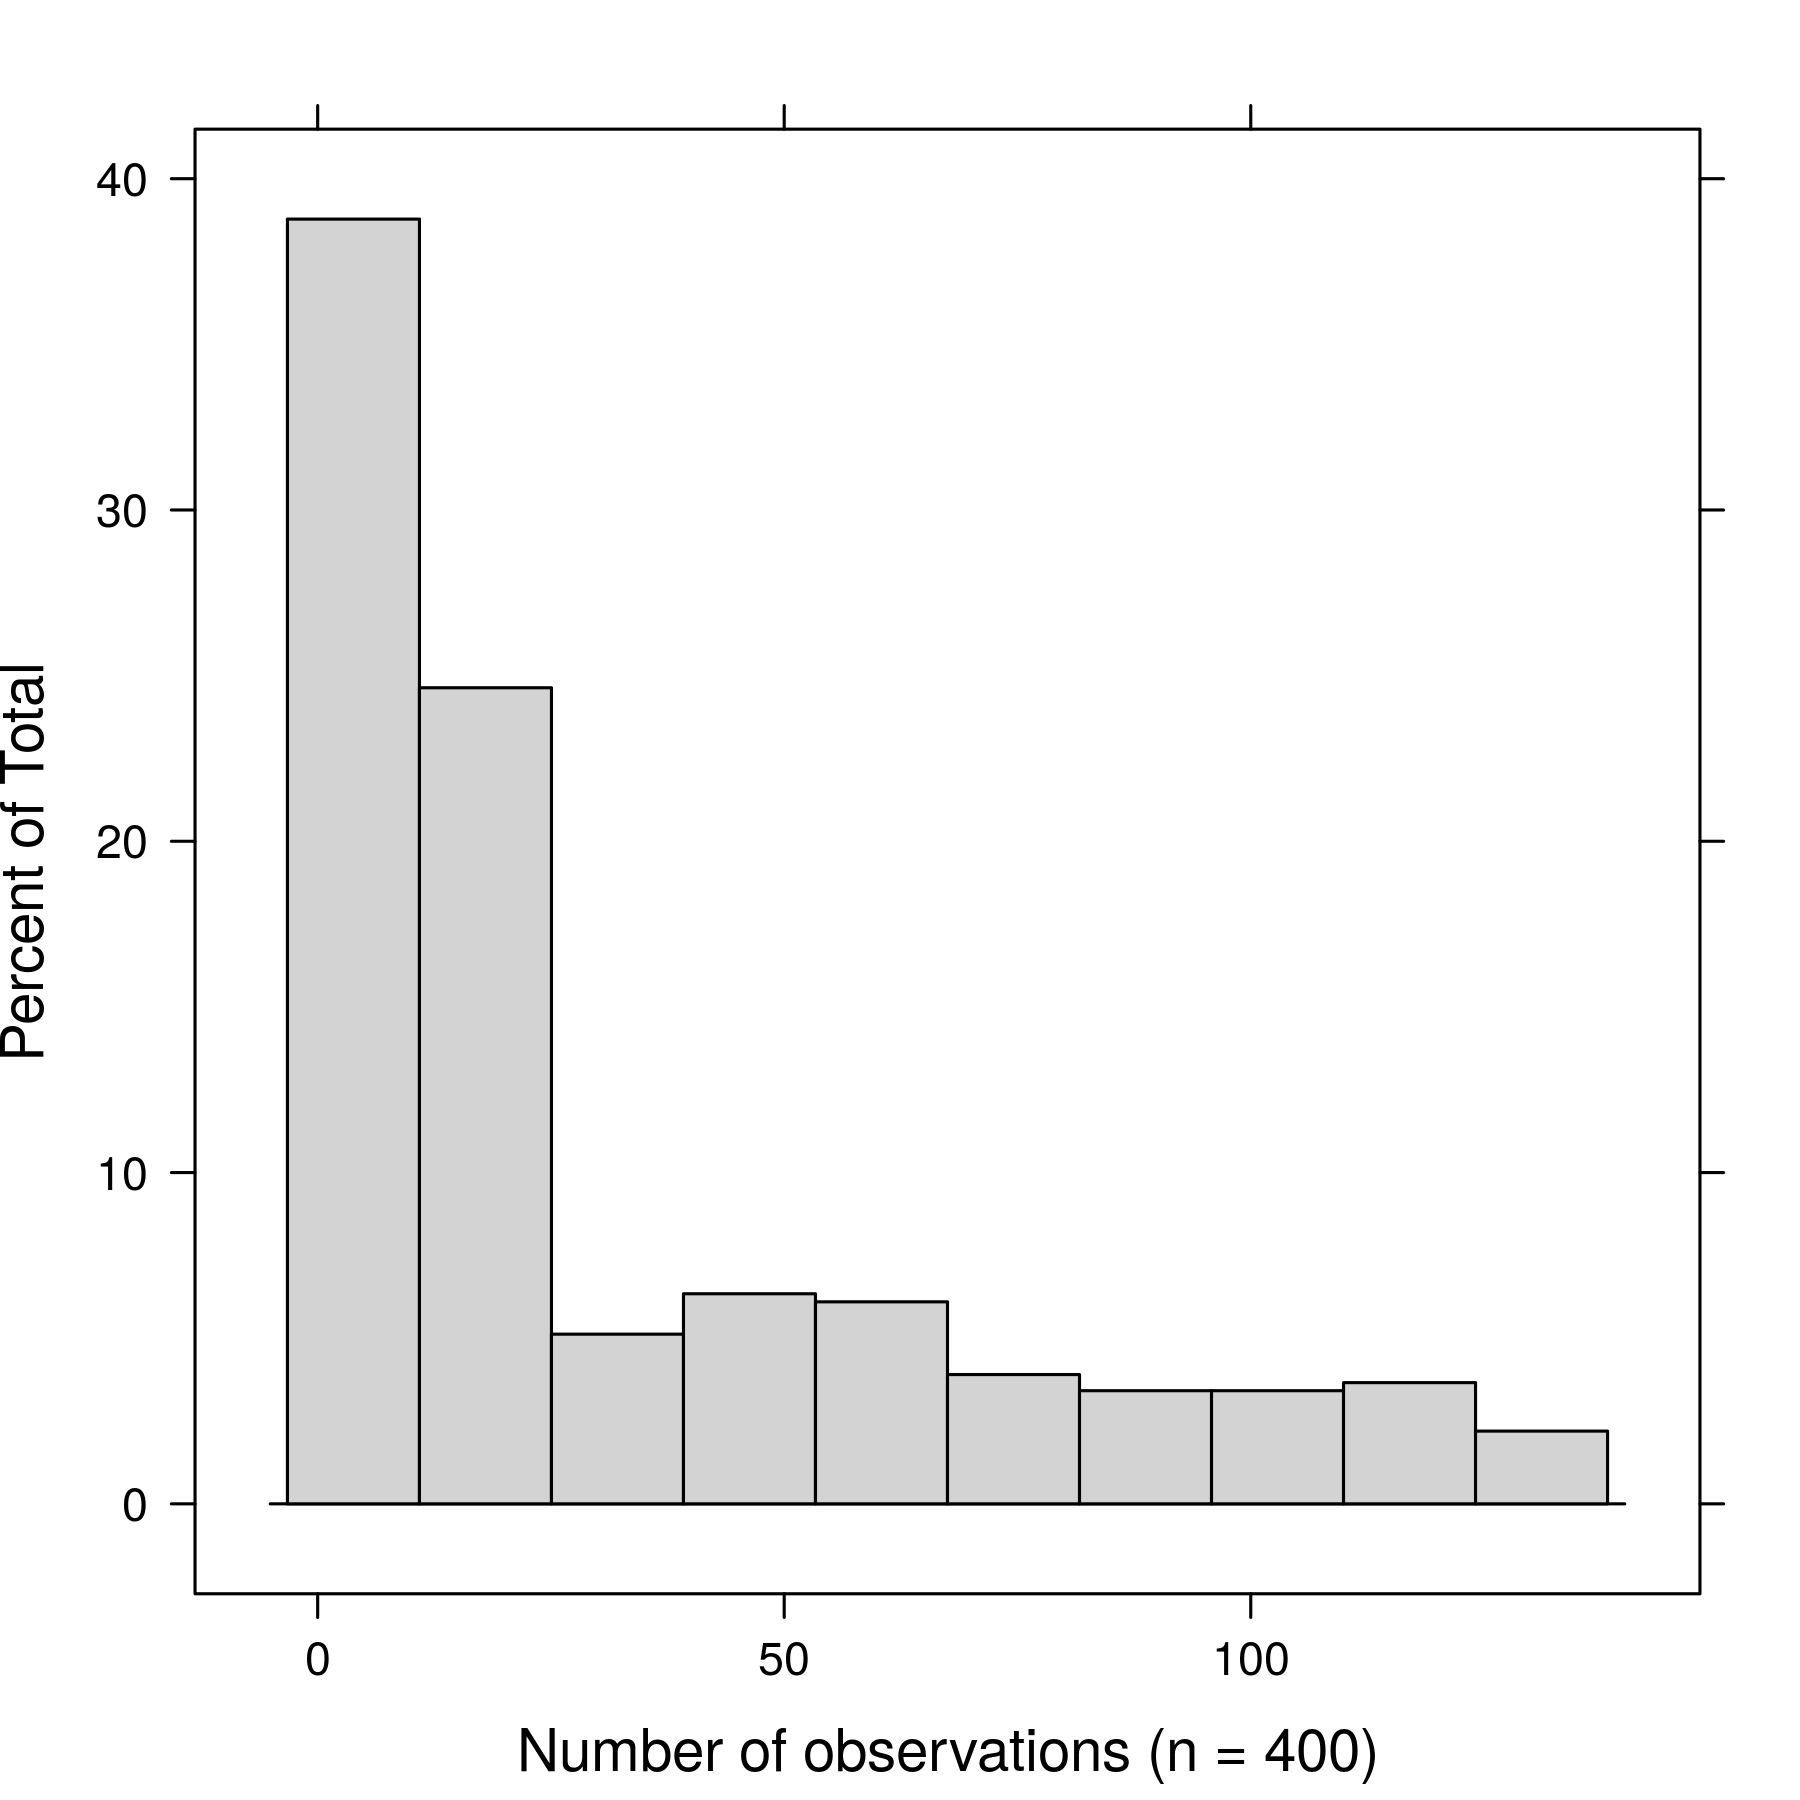 40
30
20
10
0
Percent of Total
0 50 100
Number of observations (n = 400)